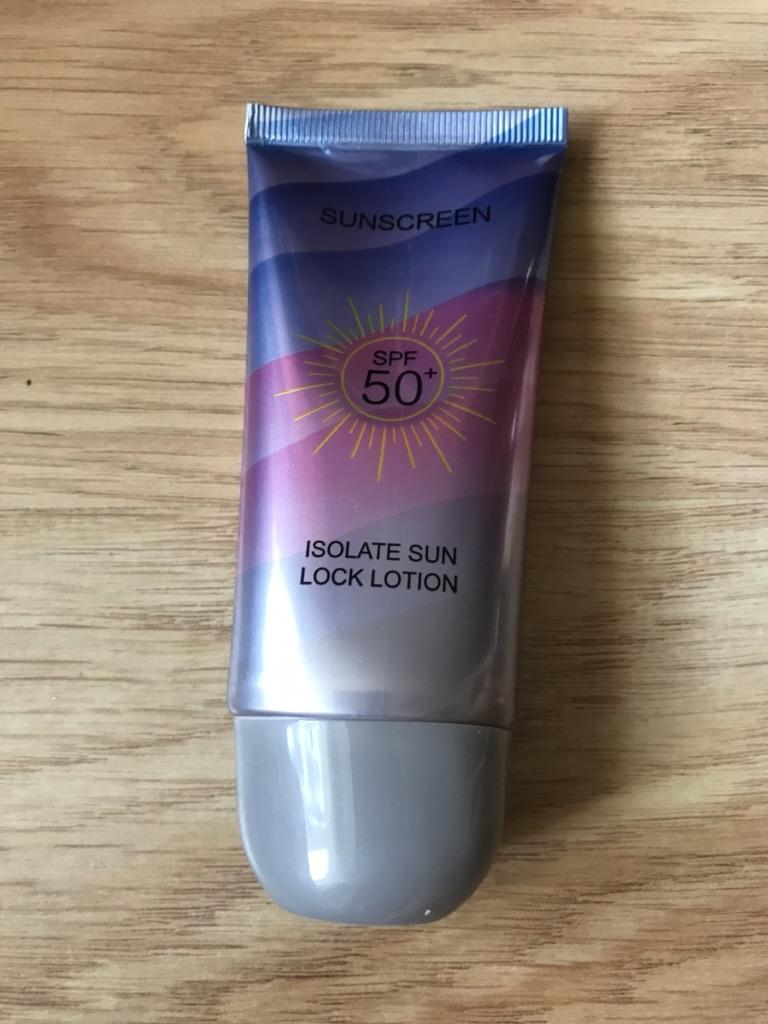 SUNSCREEN
SPF
50+
ISOLATE SUN
LOCK LOTION